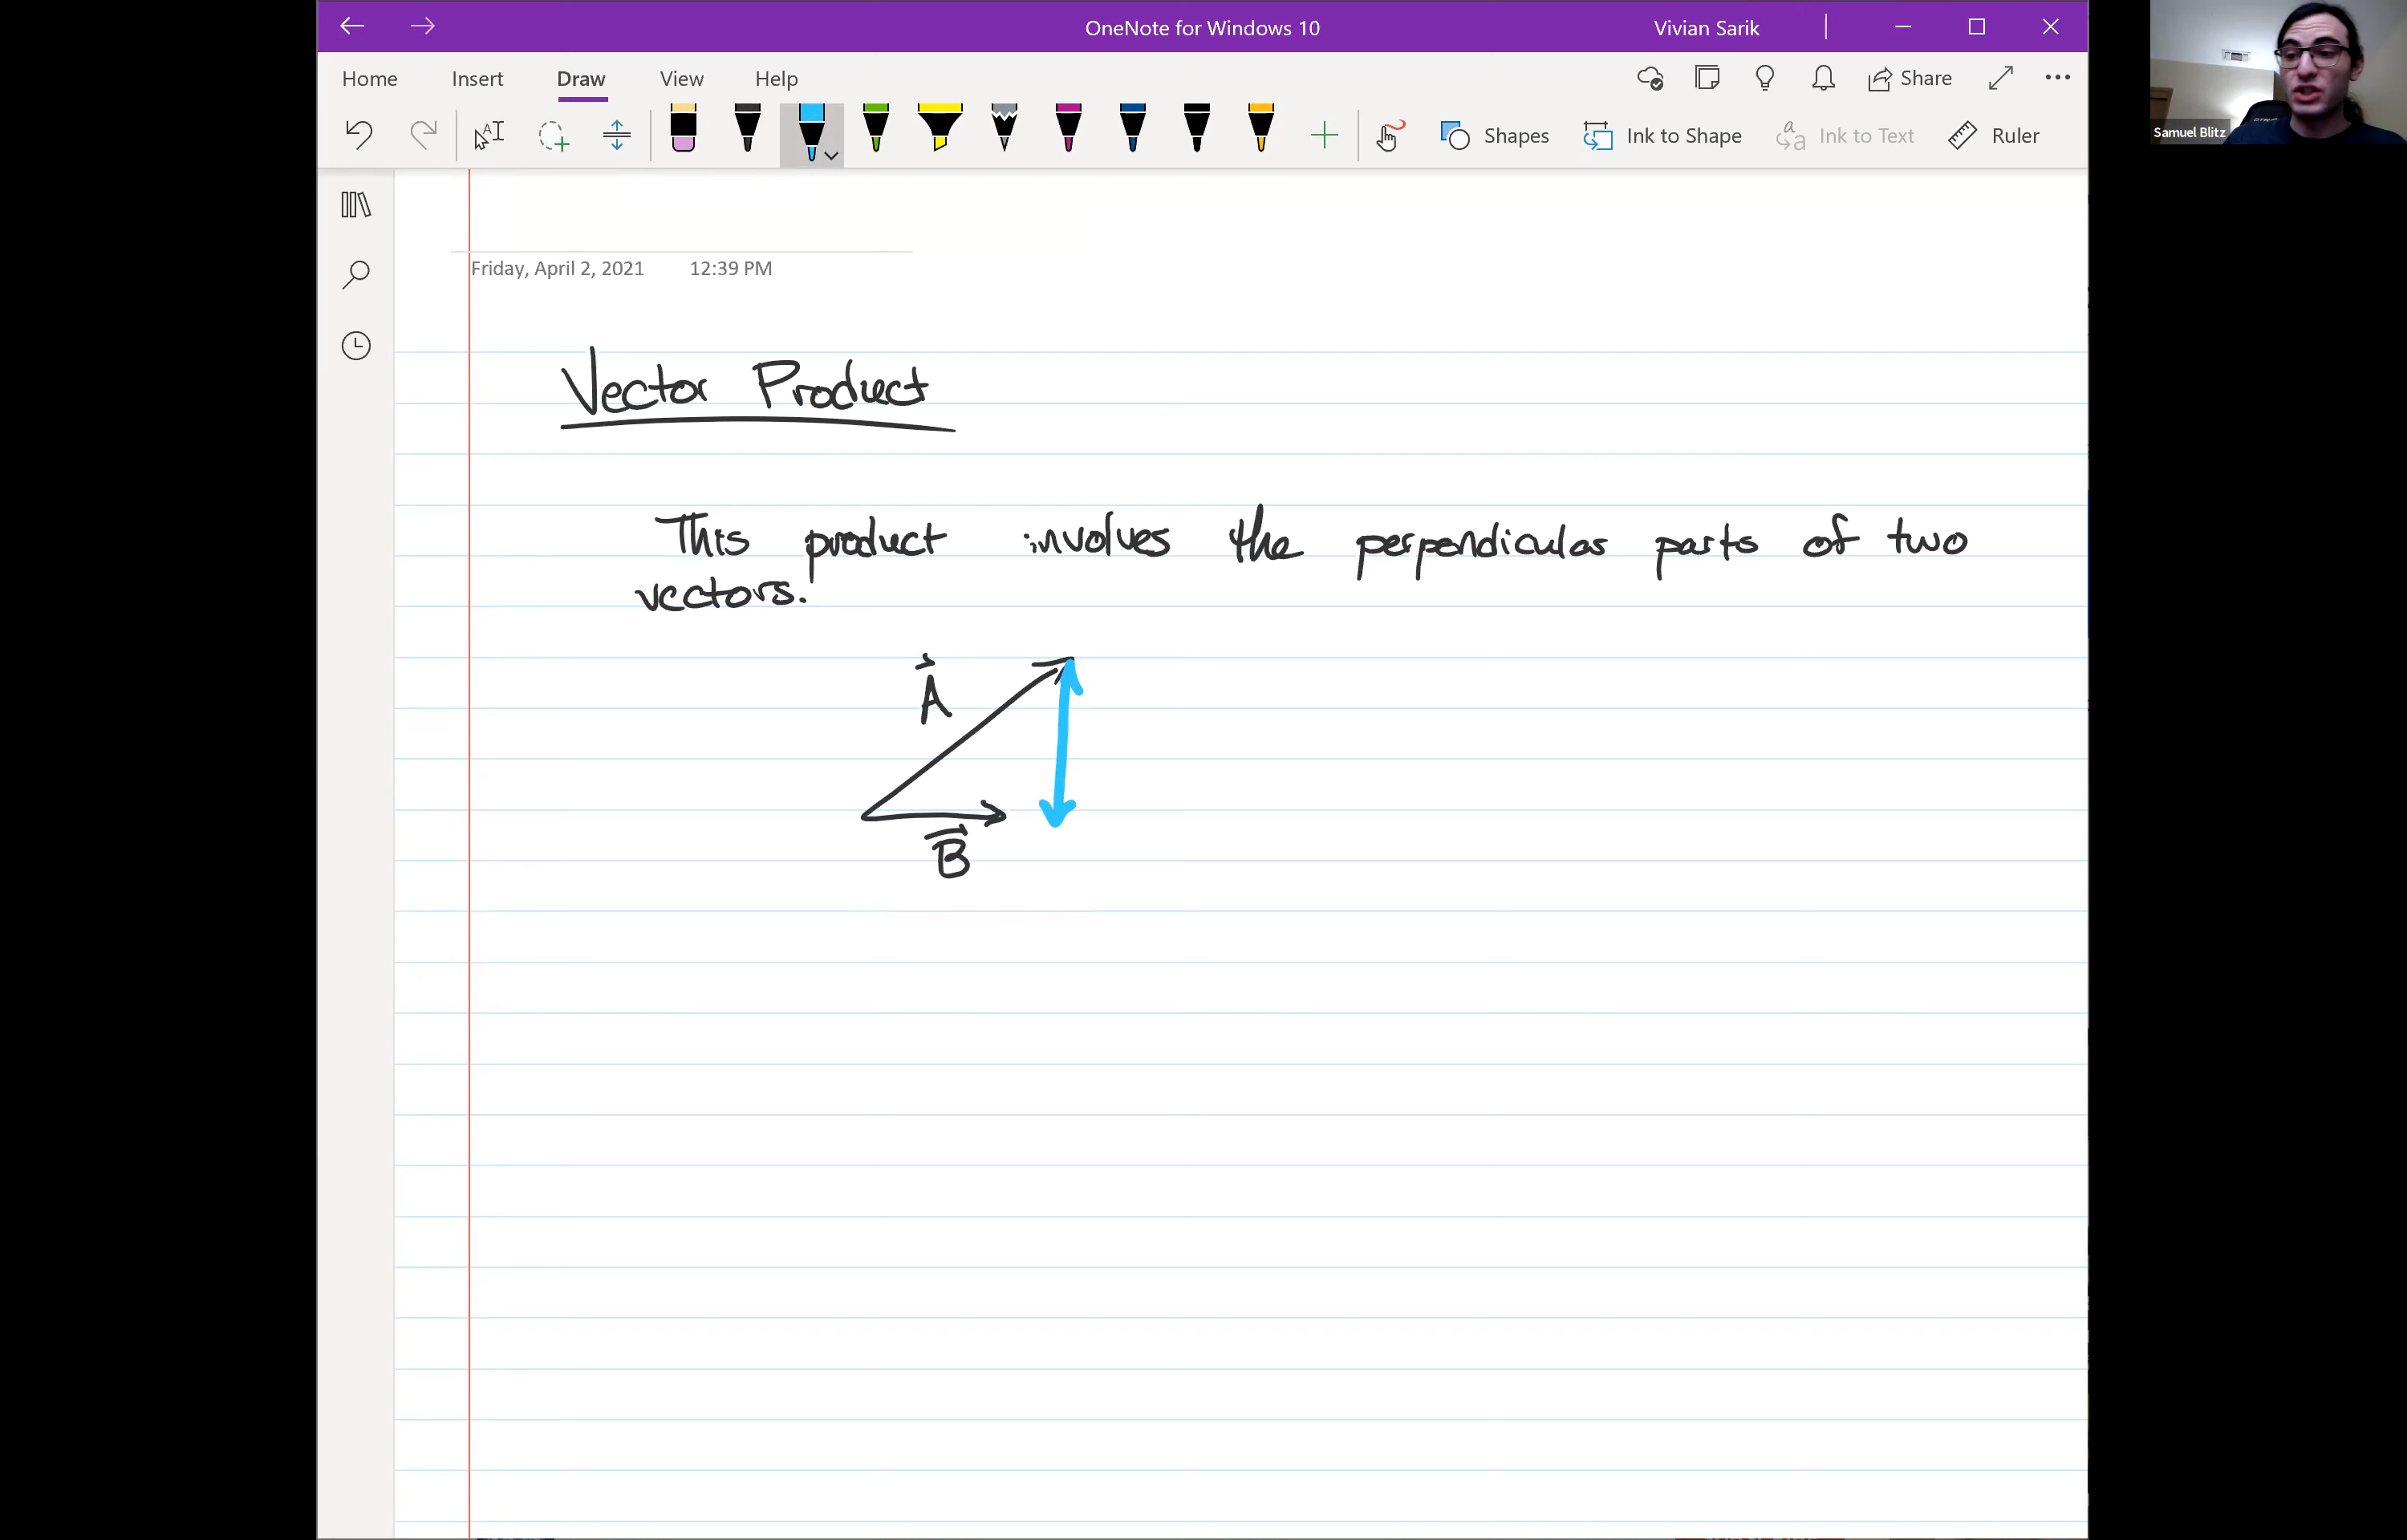 OneNote for Windows 10
Vivian Sarik
Home Insert Draw View Help
Share
Shapes Ink to Shape Ink to Text Ruler
Samuel Blitz
Friday, April 2, 2021 12:39 PM
Vector Product
This product involves the perpendicular parts of two
vectors.
A
B